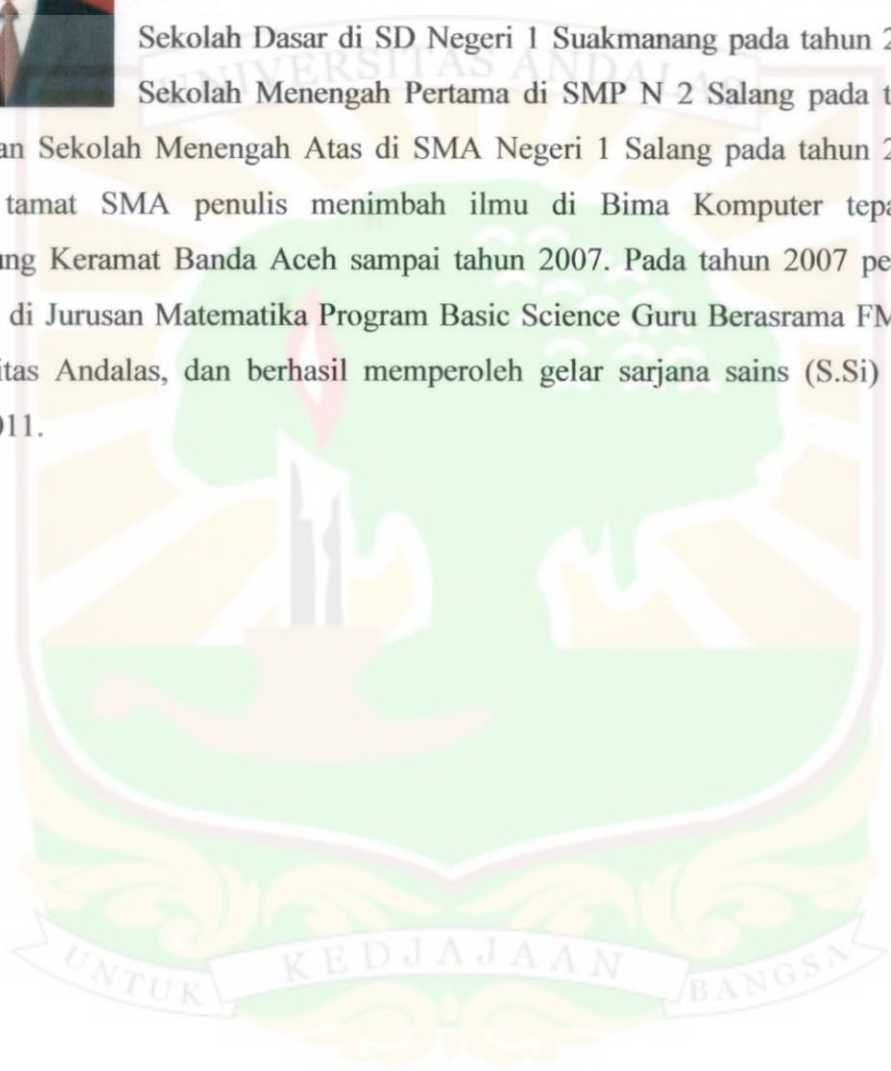 Sekolah Dasar di SD Negeri 1 Suakmanang pada tahun 2
UNIVERSITAS ANDALAS
Sekolah Menengah Pertama di SMP N 2 Salang pada t
an Sekolah Menengah Atas di SMA Negeri 1 Salang pada tahun 2
tamat SMA penulis menimbah ilmu di Bima Komputer tepa
ung Keramat Banda Aceh sampai tahun 2007. Pada tahun 2007 pe
di Jurusan Matematika Program Basic Science Guru Berasrama FM
itas Andalas, dan berhasil memperoleh gelar sarjana sains (S.Si)
011.
UNTUK KEDJAJAAN BANGSA